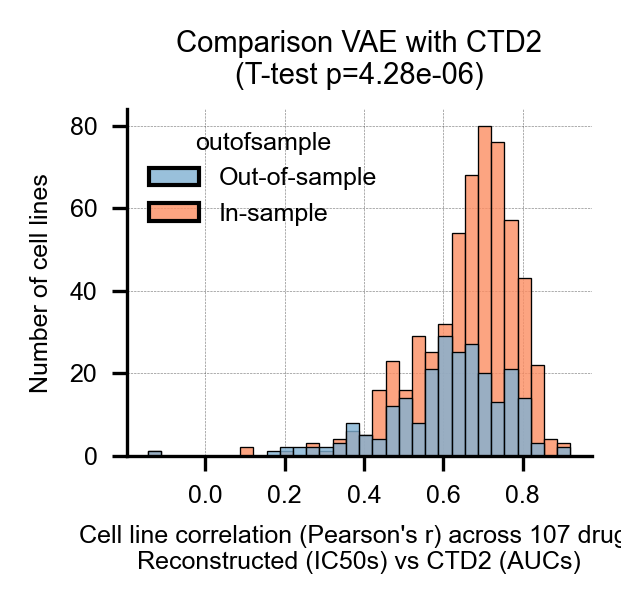 Comparison VAE with CTD2
(T-test p=4.28e-06)
Number of cell lines
80
60
40
20
0
outofsample
Out-of-sample
In-sample
0.0 0.2 0.4 0.6 0.8
Cell line correlation (Pearson's r) across 107 drug
Reconstructed (IC50s) vs CTD2 (AUCs)